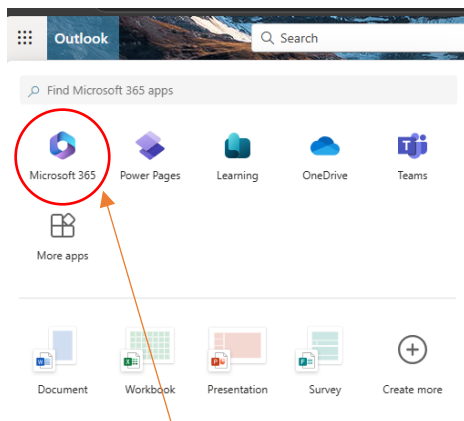 Outlook
Search
Find Microsoft 365 apps
Microsoft 365 Power Pages Learning OneDrive Teams
More apps
Document Workbook Presentation Survey Create more